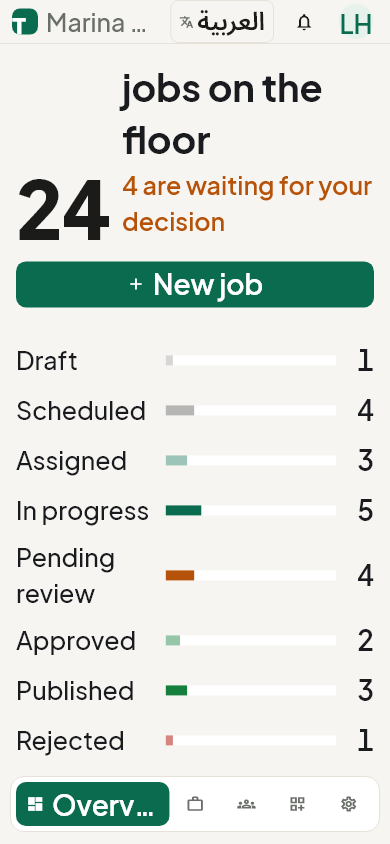 Marina ...
العربية
LH
jobs on the
floor
24
4 are waiting for your
decision
+ New job
Draft 1
Scheduled 4
Assigned 3
In progress 5
Pending
review 4
Approved 2
Published 3
Rejected 1
Overv...